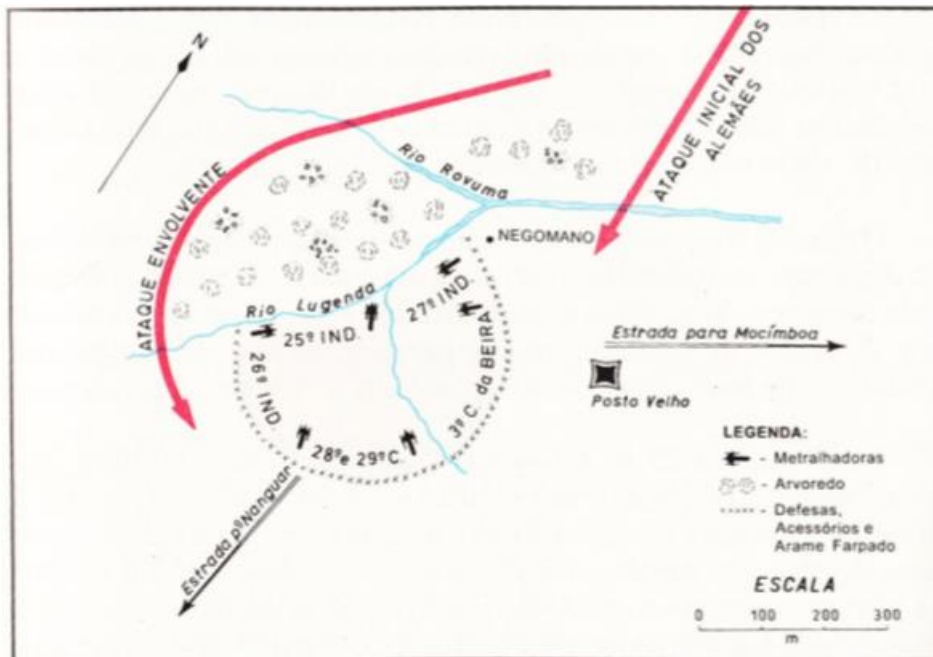 N
ATAQUE INICIAL DOS
ALEMÃES
ATAQUE ENVOLVENTE
Rio Rovuma
NEGOMANO
Rio Lugenda
27º IND.
25º IND.
26º IND.
3º C. da BEIRA
28º e 29º C.
Estrada para Mocímboa
Posto Velho
Estrada pº Nanguar
LEGENDA:
- Metralhadoras
- Arvoredo
- Defesas,
Acessórios e
Arame Farpado
ESCALA
0 100 200 300
m